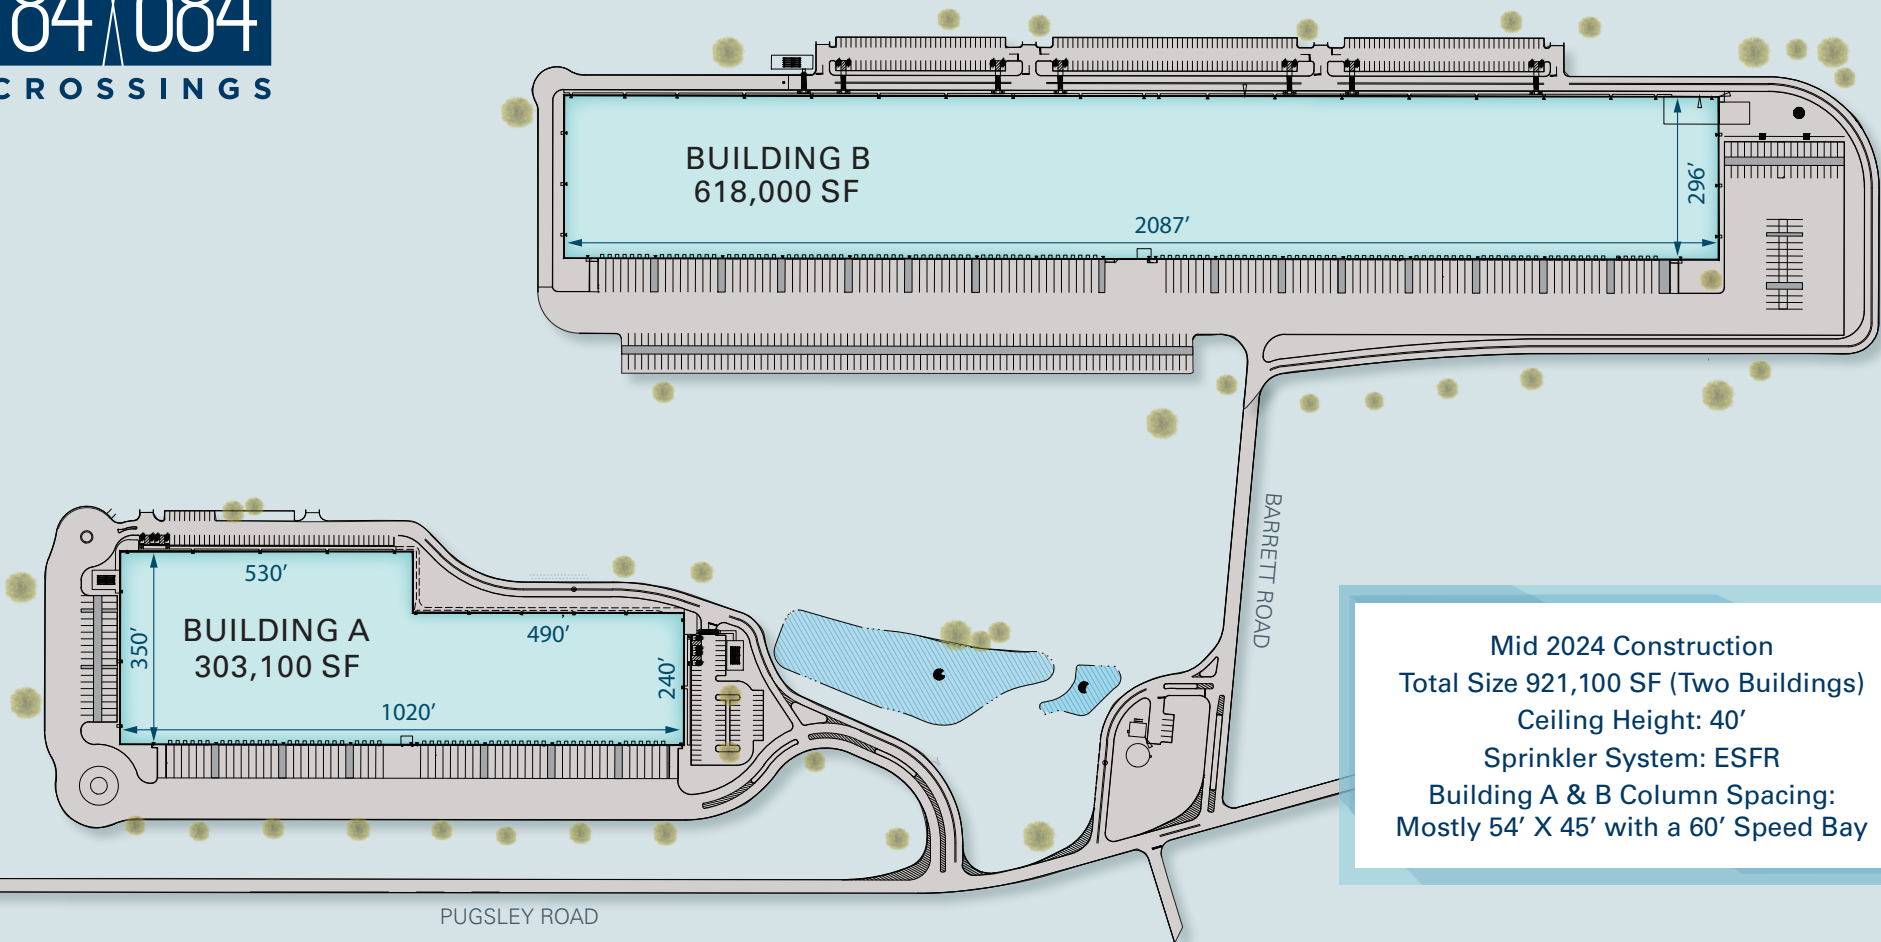 84 084
CROSSINGS
BUILDING B
618,000 SF
2087’
296’
BARRETT ROAD
530’
BUILDING A
303,100 SF
350’
490’
240’
1020’
PUGSLEY ROAD
Mid 2024 Construction
Total Size 921,100 SF (Two Buildings)
Ceiling Height: 40’
Sprinkler System: ESFR
Building A & B Column Spacing:
Mostly 54’ X 45’ with a 60’ Speed Bay